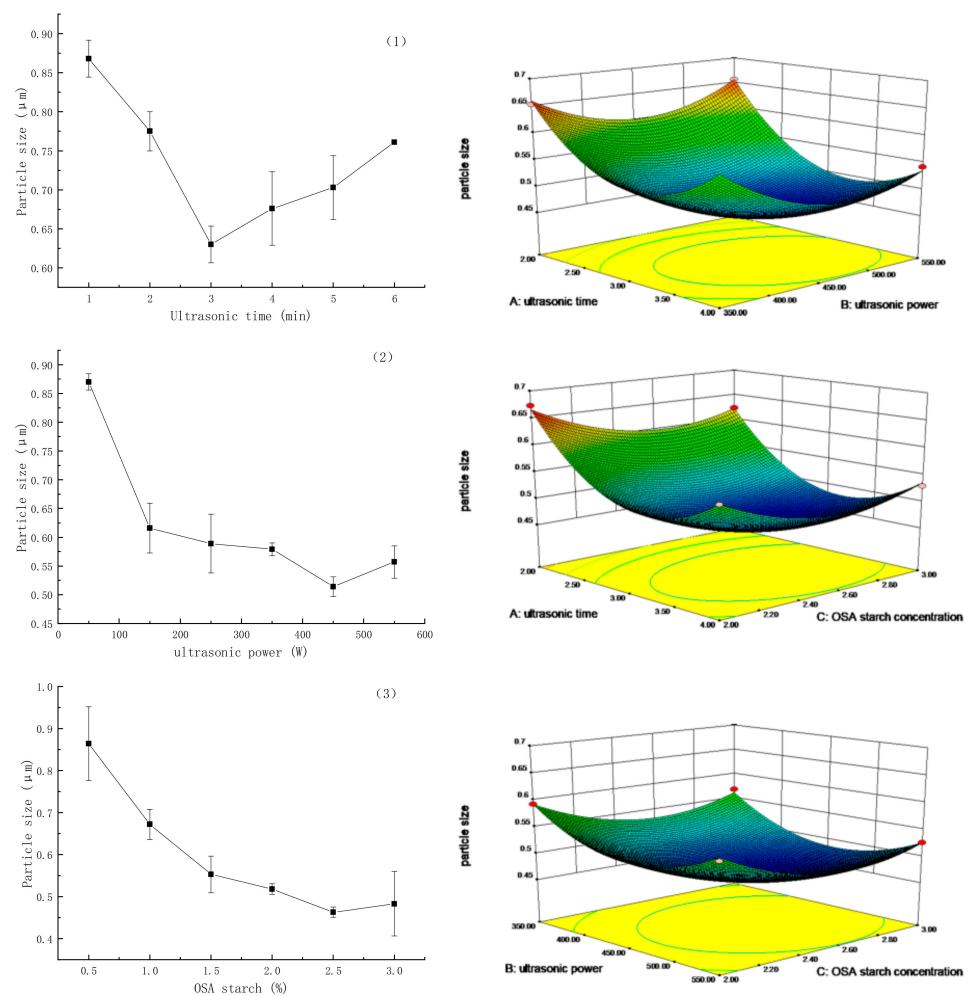 (1)
0.90
0.85
0.80
0.75
0.70
0.65
0.60
Particle size (μm)
1 2 3 4 5 6
Ultrasonic time (min)
0.7
0.65
0.6
0.55
0.5
0.45
particle size
2.00 2.50 3.00 3.50 4.00
A: ultrasonic time
350.00 400.00 450.00 500.00 550.00
B: ultrasonic power
(2)
0.90
0.85
0.80
0.75
0.70
0.65
0.60
0.55
0.50
0.45
Particle size (μm)
0 100 200 300 400 500 600
ultrasonic power (W)
0.7
0.65
0.6
0.55
0.5
0.45
particle size
2.00 2.50 3.00 3.50 4.00
A: ultrasonic time
2.00 2.20 2.40 2.60 2.80 3.00
C: OSA starch concentration
(3)
1.0
0.9
0.8
0.7
0.6
0.5
0.4
Particle size (μm)
0.5 1.0 1.5 2.0 2.5 3.0
OSA starch (%)
0.7
0.65
0.6
0.55
0.5
0.45
particle size
350.00 400.00 450.00 500.00 550.00
B: ultrasonic power
2.00 2.20 2.40 2.60 2.80 3.00
C: OSA starch concentration